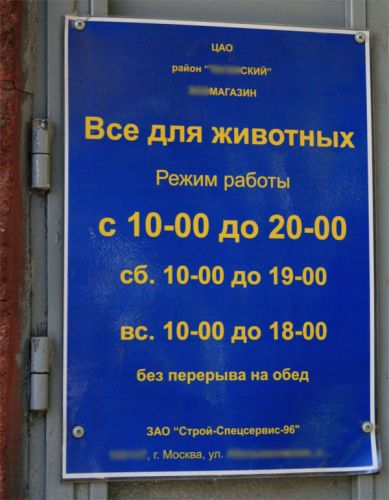 ЦАО
район
МАГАЗИН
Все для животных
Режим работы
с 10-00 до 20-00
сб. 10-00 до 19-00
вс. 10-00 до 18-00
без перерыва на обед
ЗАО "Строй-Спецсервис-96"
, г. Москва, ул.